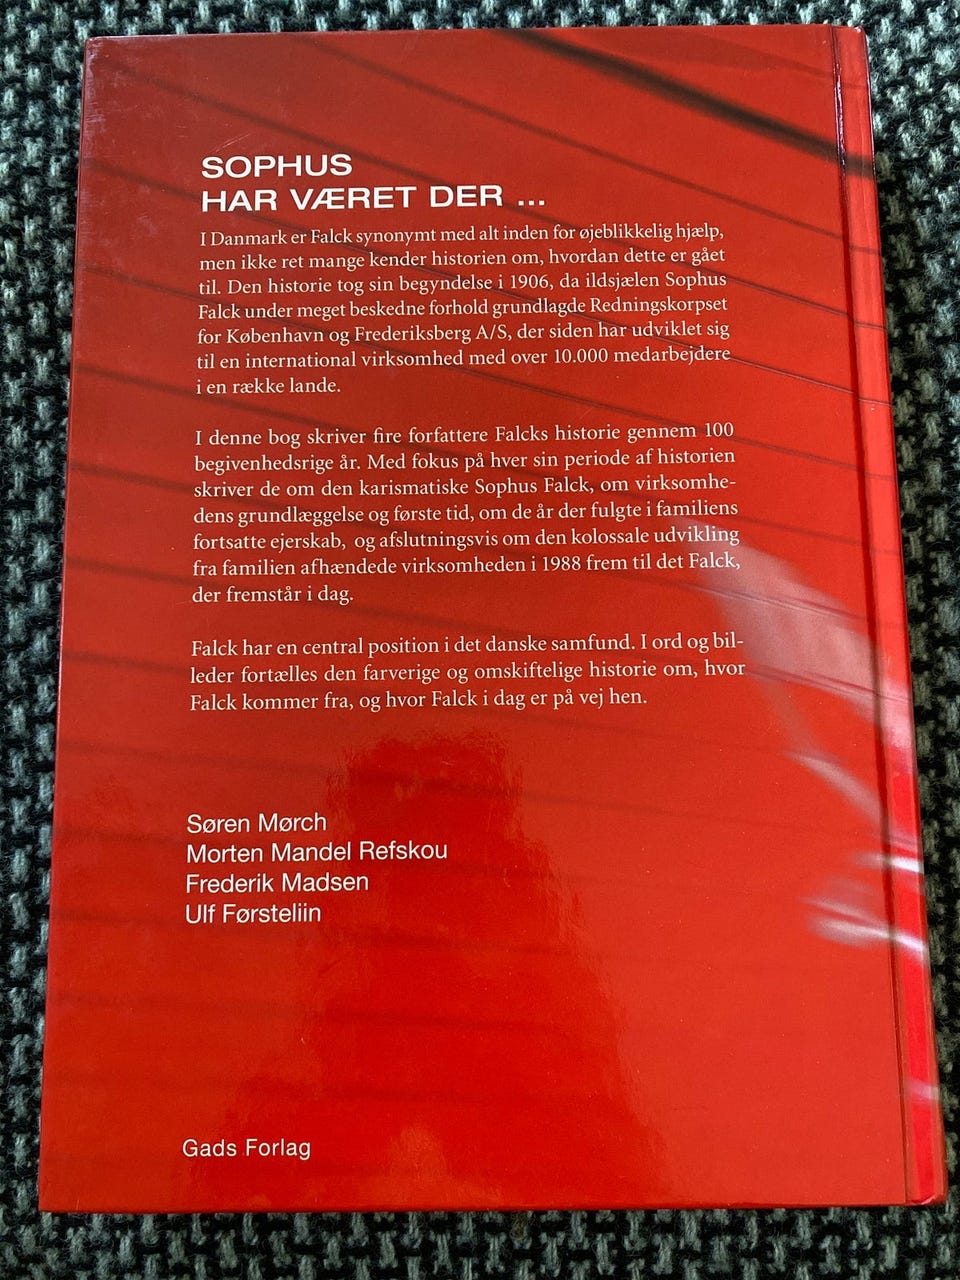 SOPHUS
HAR VÆRET DER ...
I Danmark er Falck synonymt med alt inden for øjeblikkelig hjælp,
men ikke ret mange kender historien om, hvordan dette er gået
til. Den historie tog sin begyndelse i 1906, da ildsjælen Sophus
Falck under meget beskedne forhold grundlagde Redningskorpset
for København og Frederiksberg A/S, der siden har udviklet sig
til en international virksomhed med over 10.000 medarbejdere
i en række lande.
I denne bog skriver fire forfattere Falcks historie gennem 100
begivenhedsrige år. Med fokus på hver sin periode af historien
skriver de om den karismatiske Sophus Falck, om virksomhe-
dens grundlæggelse og første tid, om de år der fulgte i familiens
fortsatte ejerskab, og afslutningsvis om den kolossale udvikling
fra familien afhændede virksomheden i 1988 frem til det Falck,
der fremstår i dag.
Falck har en central position i det danske samfund. I ord og bil-
leder fortælles den farverige og omskiftelige historie om, hvor
Falck kommer fra, og hvor Falck i dag er på vej hen.
Søren Mørch
Morten Mandel Refskou
Frederik Madsen
Ulf Førsteliin
Gads Forlag